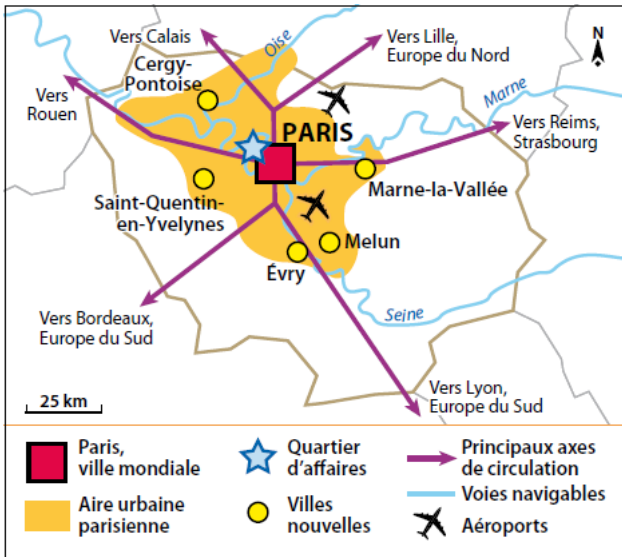 Vers Calais
Oise
Vers Lille,
Europe du Nord
N
Cergy-
Pontoise
Marne
Vers
Rouen
PARIS
Vers Reims,
Strasbourg
Marne-la-Vallée
Saint-Quentin-
en-Yvelynes
Melun
Évry
Vers Bordeaux,
Europe du Sud
Seine
25 km
Vers Lyon,
Europe du Sud
Paris,
ville mondiale
Quartier
d'affaires
Principaux axes
de circulation
Voies navigables
Aire urbaine
parisienne
Villes
nouvelles
Aéroports